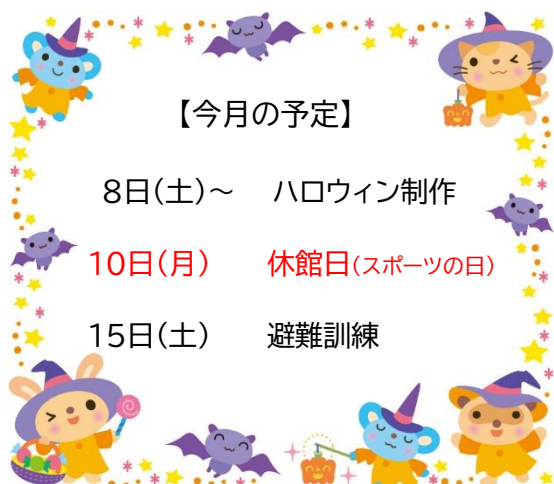 【今月の予定】
8日(土)～ ハロウィン制作
10日(月) 休館日(スポーツの日)
15日(土) 避難訓練